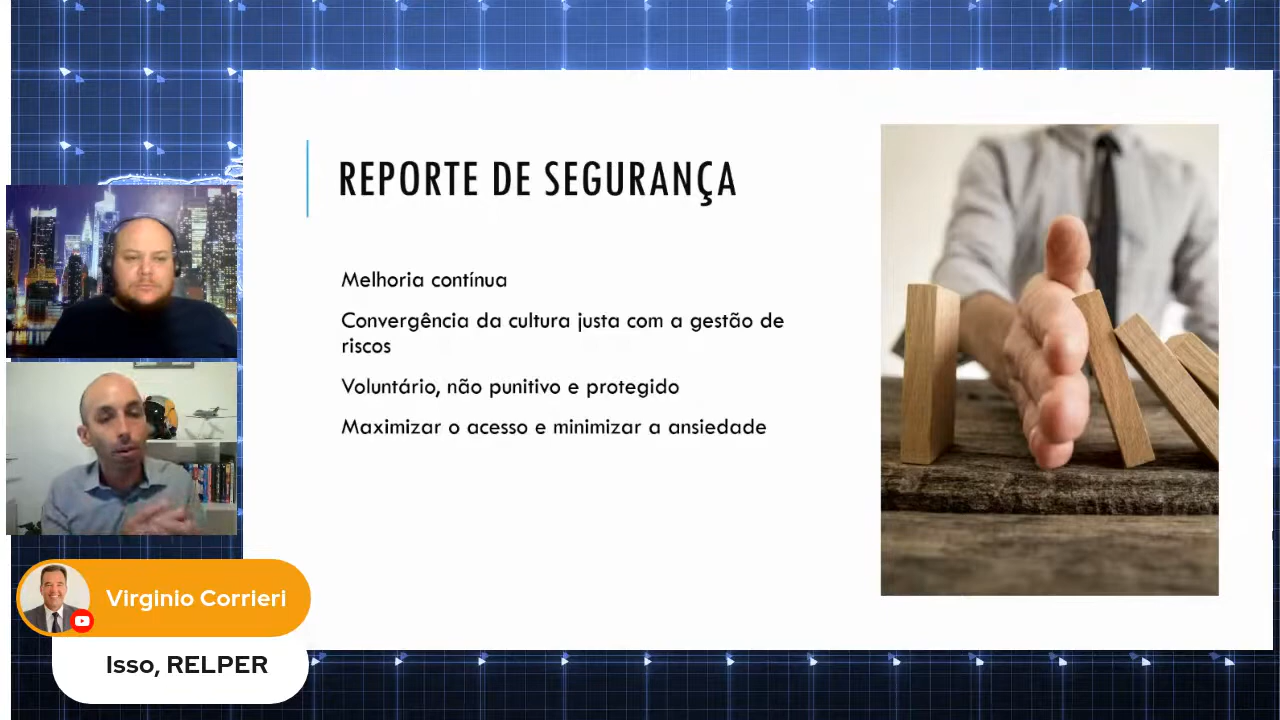 REPORTE DE SEGURANÇA
Melhoria contínua
Convergência da cultura justa com a gestão de
riscos
Voluntário, não punitivo e protegido
Maximizar o acesso e minimizar a ansiedade
Virginio Corrieri
Isso, RELPER